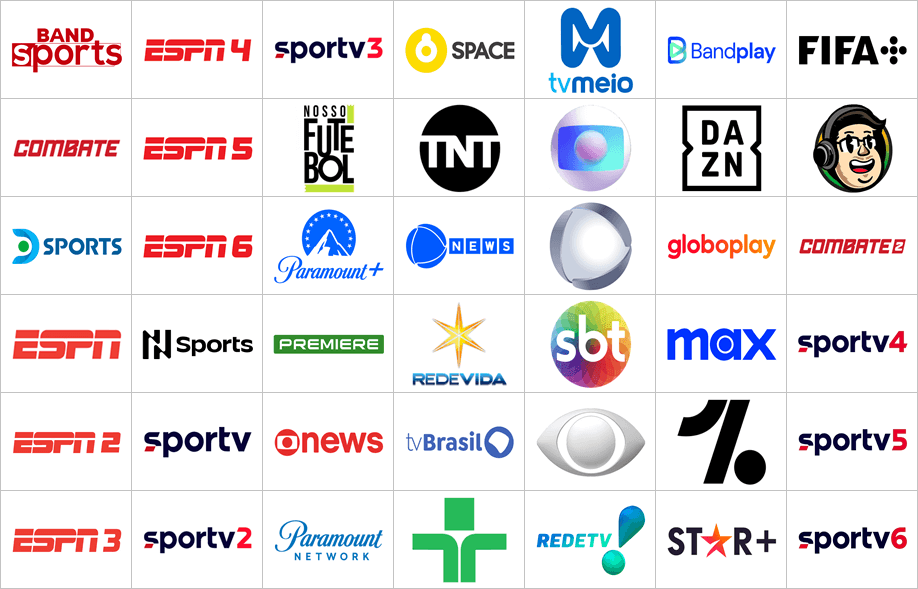 BAND
sports
ESPN 4
sportv3
SPACE
tvmeio
Bandplay
FIFA+
COMBATE
ESPN 5
NOSSO
FUTE
BOL
TNT
DA
ZN
D SPORTS
ESPN 6
Paramount+
NEWS
globoplay
COMBATE 2
ESPN
N Sports
PREMIERE
REDEVIDA
sbt
max
sportv4
ESPN 2
sportv
news
tvBrasil
1
sportv5
ESPN 3
sportv2
Paramount
NETWORK
REDETV!
STAR+
sportv6